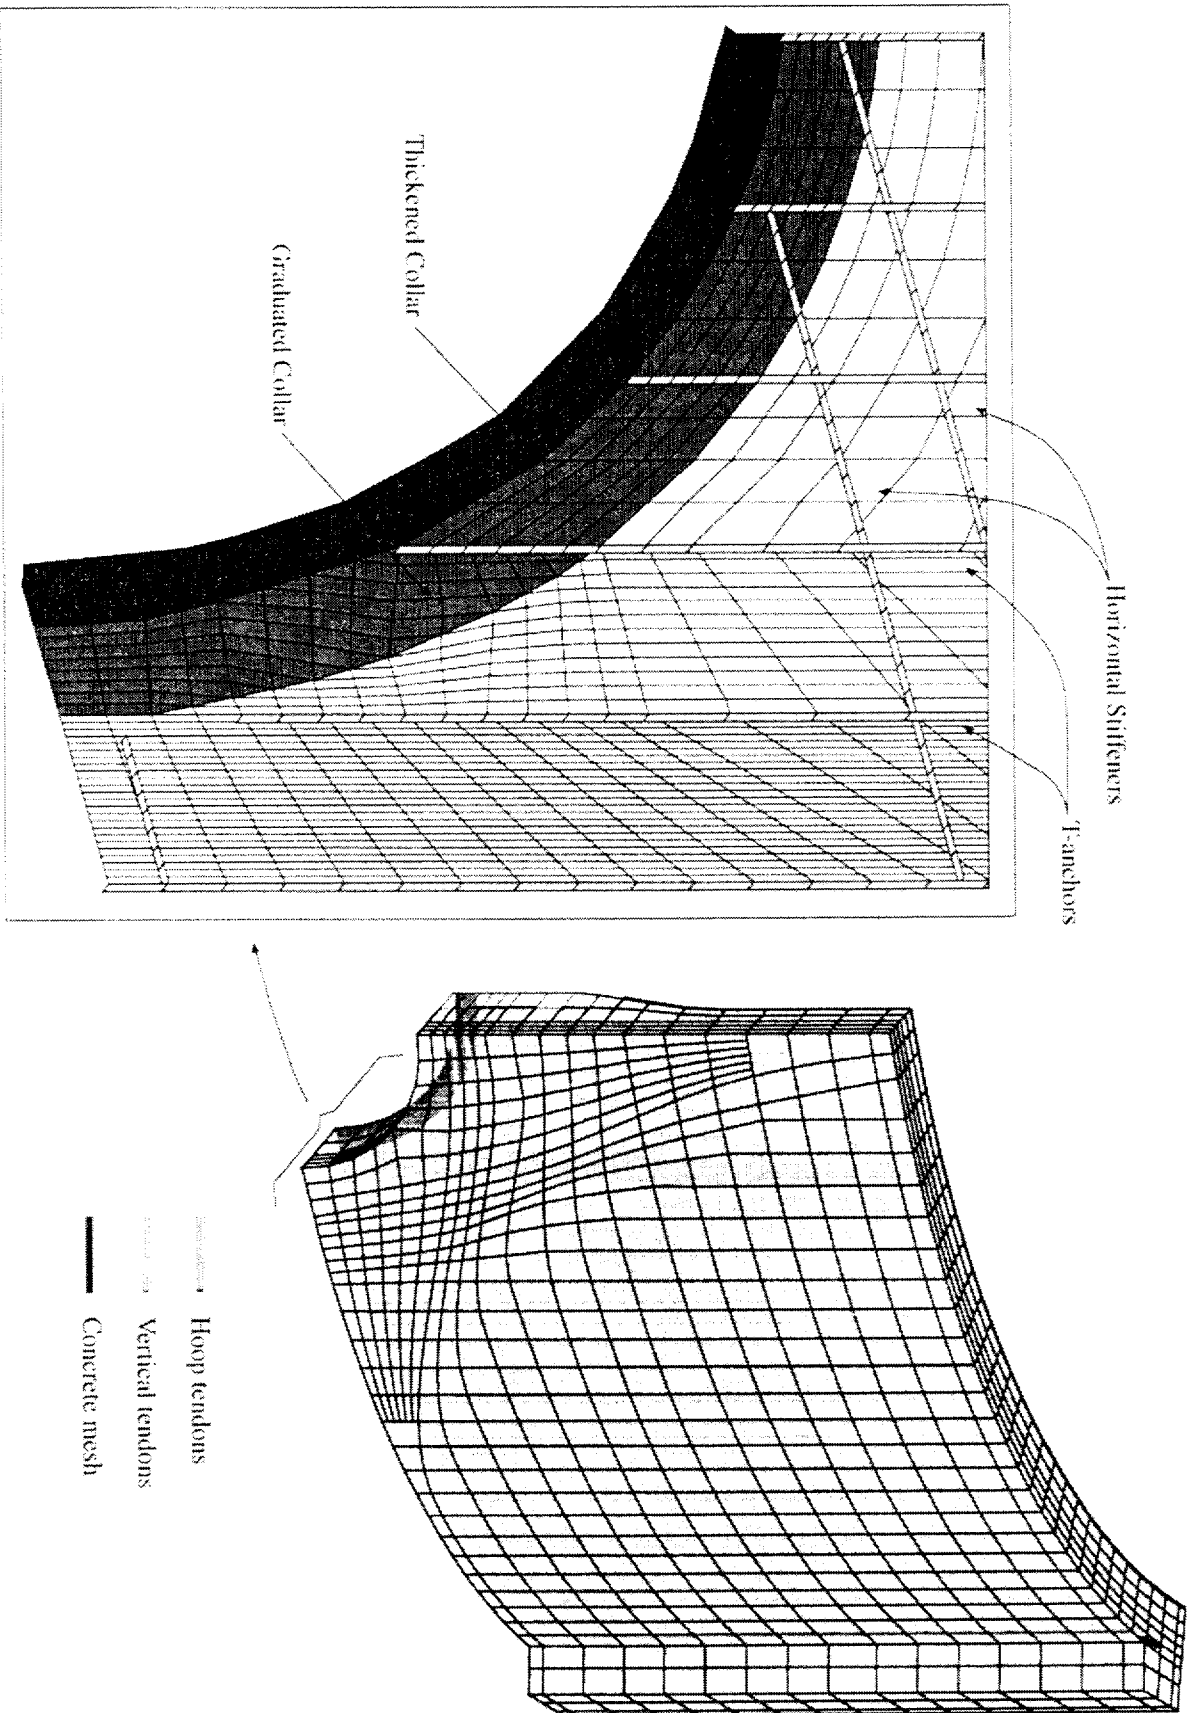 Horizontal Stiffeners
T-anchors
Thickened Collar
Graduated Collar
Hoop tendons
Vertical tendons
Concrete mesh